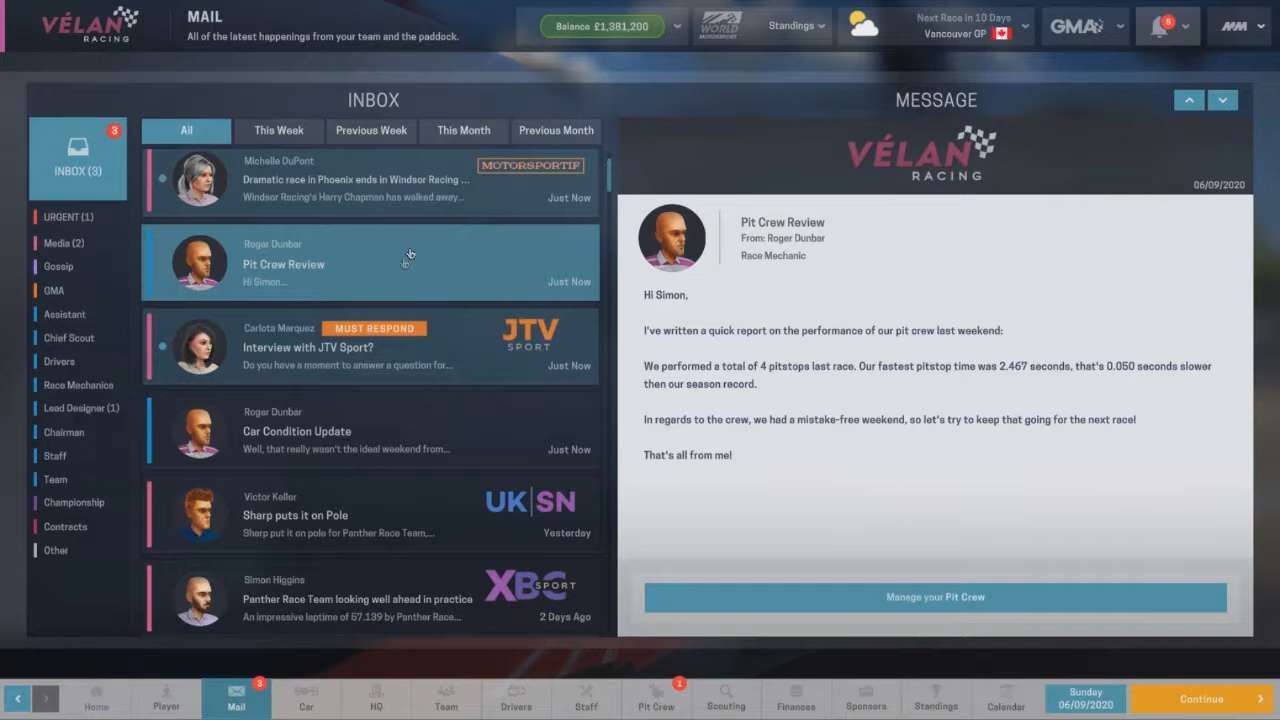 VÉLAN
RACING
MAIL
All of the latest happenings from your team and the paddock.
Balance £1,381,200
WORLD
MOTORSPORT
Standings
Next Race in 10 Days
Vancouver GP
GMA
5
MM
INBOX
MESSAGE
3
INBOX (3)
URGENT (1)
Media (2)
Gossip
GMA
Assistant
Chief Scout
Drivers
Race Mechanics
Lead Designer (1)
Chairman
Staff
Team
Championship
Contracts
Other
All
This Week
Previous Week
This Month
Previous Month
Michelle DuPont
MOTORSPORTIF
Dramatic race in Phoenix ends in Windsor Racing ...
Windsor Racing's Harry Chapman has walked away...
Just Now
Roger Dunbar
Pit Crew Review
Hi Simon...
Just Now
Carlota Marquez
MUST RESPOND
JTV
SPORT
Interview with JTV Sport?
Do you have a moment to answer a question for...
Just Now
Roger Dunbar
Car Condition Update
Well, that really wasn't the ideal weekend from...
Just Now
Victor Keller
UK|SN
Sharp puts it on Pole
Sharp put it on pole for Panther Race Team,...
Yesterday
Simon Higgins
XBC SPORT
Panther Race Team looking well ahead in practice
An impressive laptime of 57.139 by Panther Race...
2 Days Ago
VÉLAN
RACING
06/09/2020
Pit Crew Review
From: Roger Dunbar
Race Mechanic
Hi Simon,
I've written a quick report on the performance of our pit crew last weekend:
We performed a total of 4 pitstops last race. Our fastest pitstop time was 2.467 seconds, that's 0.050 seconds slower
then our season record.
In regards to the crew, we had a mistake-free weekend, so let's try to keep that going for the next race!
That's all from me!
Manage your Pit Crew
Home
Player
3
Mail
Car
HQ
Team
Drivers
Staff
1
Pit Crew
Scouting
Finances
Sponsors
Standings
Calendar
Sunday
06/09/2020
Continue